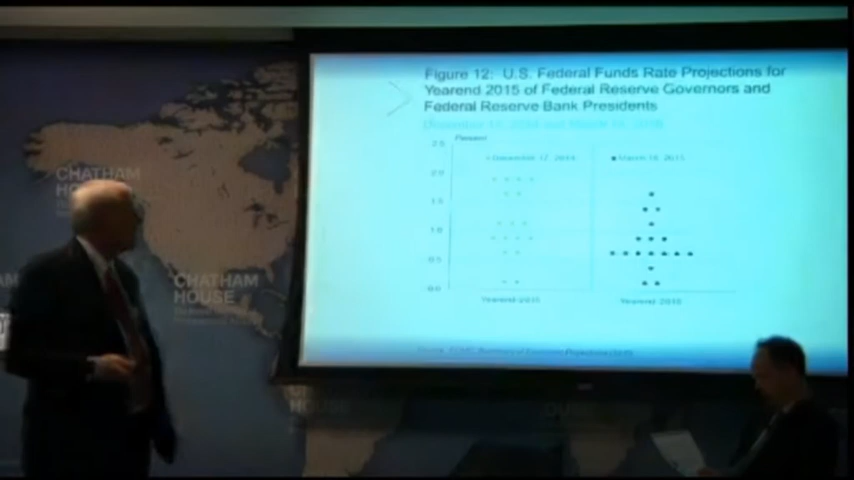 Figure 12: U.S. Federal Funds Rate Projections for
Yearend 2015 of Federal Reserve Governors and
Federal Reserve Bank Presidents
Percent
2.5
2.0
1.5
1.0
0.5
0.0
December 17, 2014
March 18, 2015
Yearend 2015
Yearend 2015
CHATHAM
HOUSE
CHATHAM
HOUSE